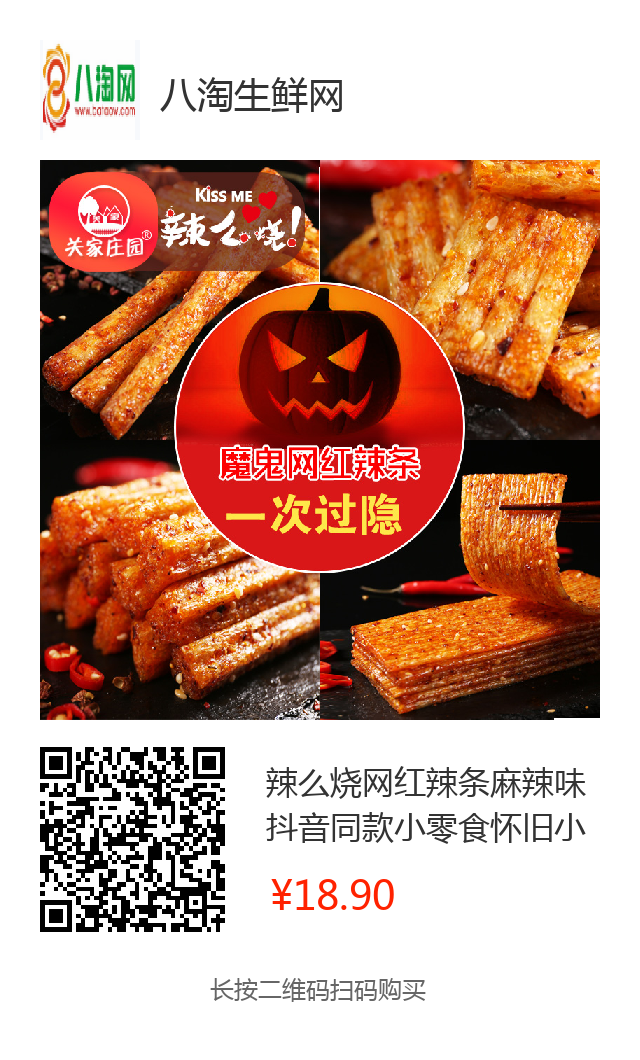 八淘网
www.bataow.com
八淘生鲜网
KISS ME
关家庄园®
辣么烧!
魔鬼网红辣条
一次过隐
辣么烧网红辣条麻辣味
抖音同款小零食怀旧小
¥18.90
长按二维码扫码购买